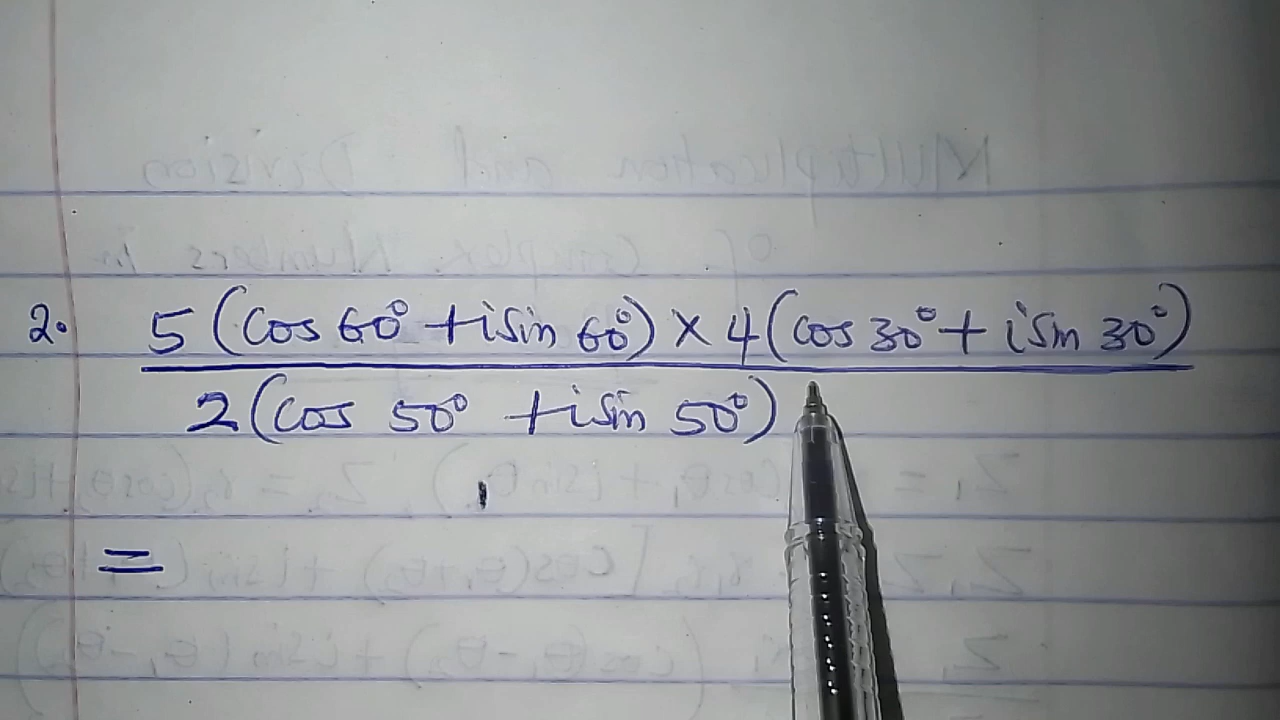 2. 5(Cos 60° + i Sin 60°) × 4(Cos 30° + i Sin 30°)
2(Cos 50° + i Sin 50°)
=